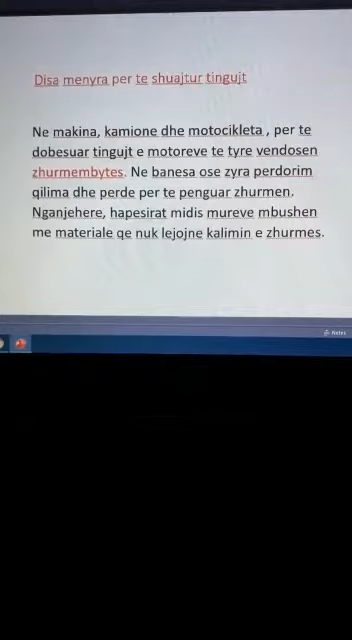 Disa menyra per te shuajtur tingujt
Ne makina, kamione dhe motocikleta , per te
dobesuar tingujt e motoreve te tyre vendosen
zhurmembytes. Ne banesa ose zyra perdorim
qilima dhe perde per te penguar zhurmen.
Nganjehere, hapesirat midis mureve mbushen
me materiale qe nuk lejojne kalimin e zhurmes.
Notes